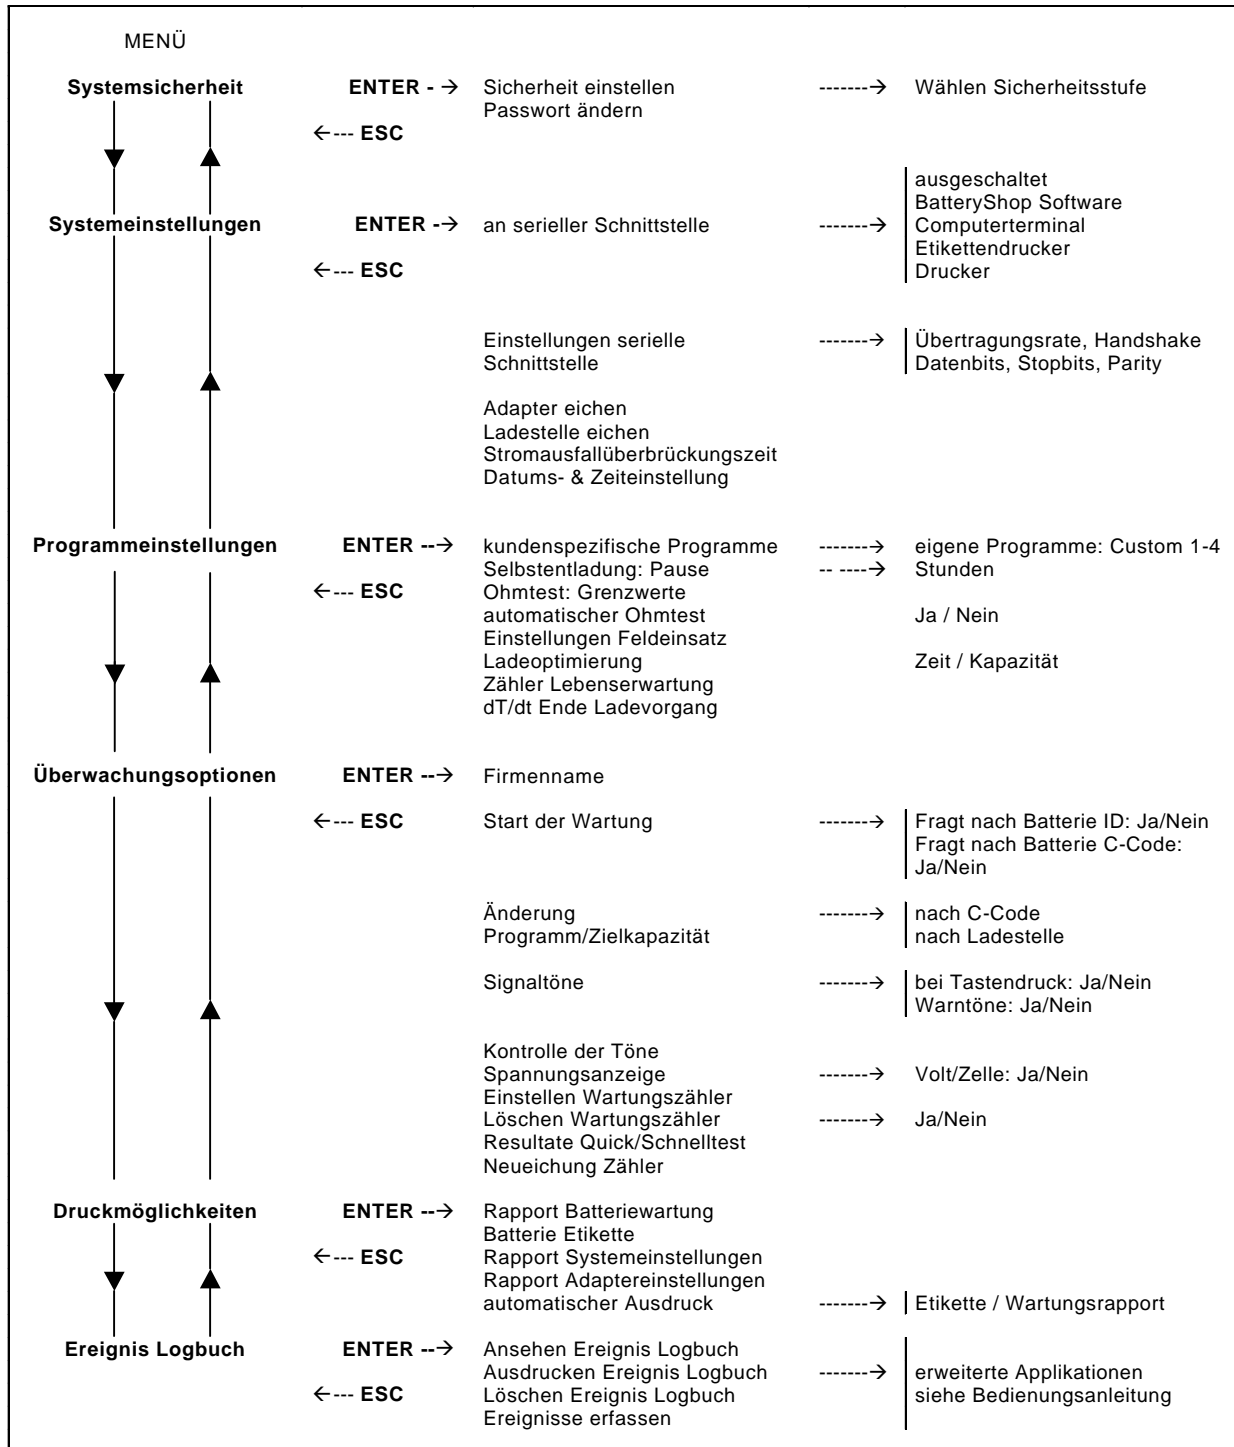 MENÜ
Systemsicherheit ENTER - → Sicherheit einstellen -------→ Wählen Sicherheitsstufe
Passwort ändern
←--- ESC
ausgeschaltet
BatteryShop Software
Systemeinstellungen ENTER -→ an serieller Schnittstelle -------→ Computerterminal
Etikettendrucker
←--- ESC Drucker
Einstellungen serielle -------→ Übertragungsrate, Handshake
Schnittstelle Datenbits, Stopbits, Parity
Adapter eichen
Ladestelle eichen
Stromausfallüberbrückungszeit
Datums- & Zeiteinstellung
Programmeinstellungen ENTER --→ kundenspezifische Programme -------→ eigene Programme: Custom 1-4
Selbstentladung: Pause -- ----→ Stunden
←--- ESC Ohmtest: Grenzwerte
automatischer Ohmtest Ja / Nein
Einstellungen Feldeinsatz
Ladeoptimierung Zeit / Kapazität
Zähler Lebenserwartung
dT/dt Ende Ladevorgang
Überwachungsoptionen ENTER --→ Firmenname
←--- ESC Start der Wartung -------→ Fragt nach Batterie ID: Ja/Nein
Fragt nach Batterie C-Code:
Ja/Nein
Änderung -------→ nach C-Code
Programm/Zielkapazität nach Ladestelle
Signaltöne -------→ bei Tastendruck: Ja/Nein
Warntöne: Ja/Nein
Kontrolle der Töne
Spannungsanzeige -------→ Volt/Zelle: Ja/Nein
Einstellen Wartungszähler
Löschen Wartungszähler -------→ Ja/Nein
Resultate Quick/Schnelltest
Neueichung Zähler
Druckmöglichkeiten ENTER --→ Rapport Batteriewartung
Batterie Etikette
←--- ESC Rapport Systemeinstellungen
Rapport Adaptereinstellungen
automatischer Ausdruck -------→ Etikette / Wartungsrapport
Ereignis Logbuch ENTER --→ Ansehen Ereignis Logbuch
Ausdrucken Ereignis Logbuch -------→ erweiterte Applikationen
←--- ESC Löschen Ereignis Logbuch siehe Bedienungsanleitung
Ereignisse erfassen